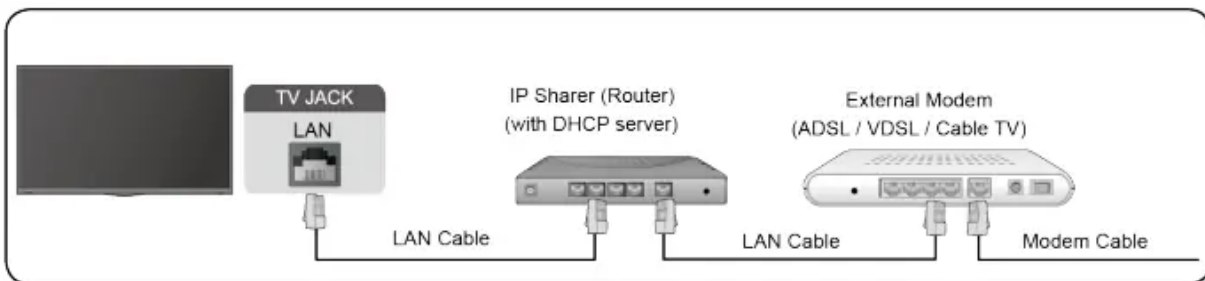 TV JACK
LAN
IP Sharer (Router)
(with DHCP server)
External Modem
(ADSL / VDSL / Cable TV)
LAN Cable
LAN Cable
Modem Cable